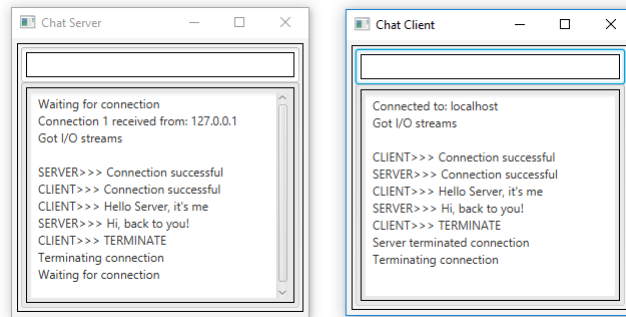 Chat Server
Waiting for connection
Connection 1 received from: 127.0.0.1
Got I/O streams
SERVER>>> Connection successful
CLIENT>>> Connection successful
CLIENT>>> Hello Server, it's me
SERVER>>> Hi, back to you!
CLIENT>>> TERMINATE
Terminating connection
Waiting for connection
Chat Client
Connected to: localhost
Got I/O streams
CLIENT>>> Connection successful
SERVER>>> Connection successful
CLIENT>>> Hello Server, it's me
SERVER>>> Hi, back to you!
CLIENT>>> TERMINATE
Server terminated connection
Terminating connection